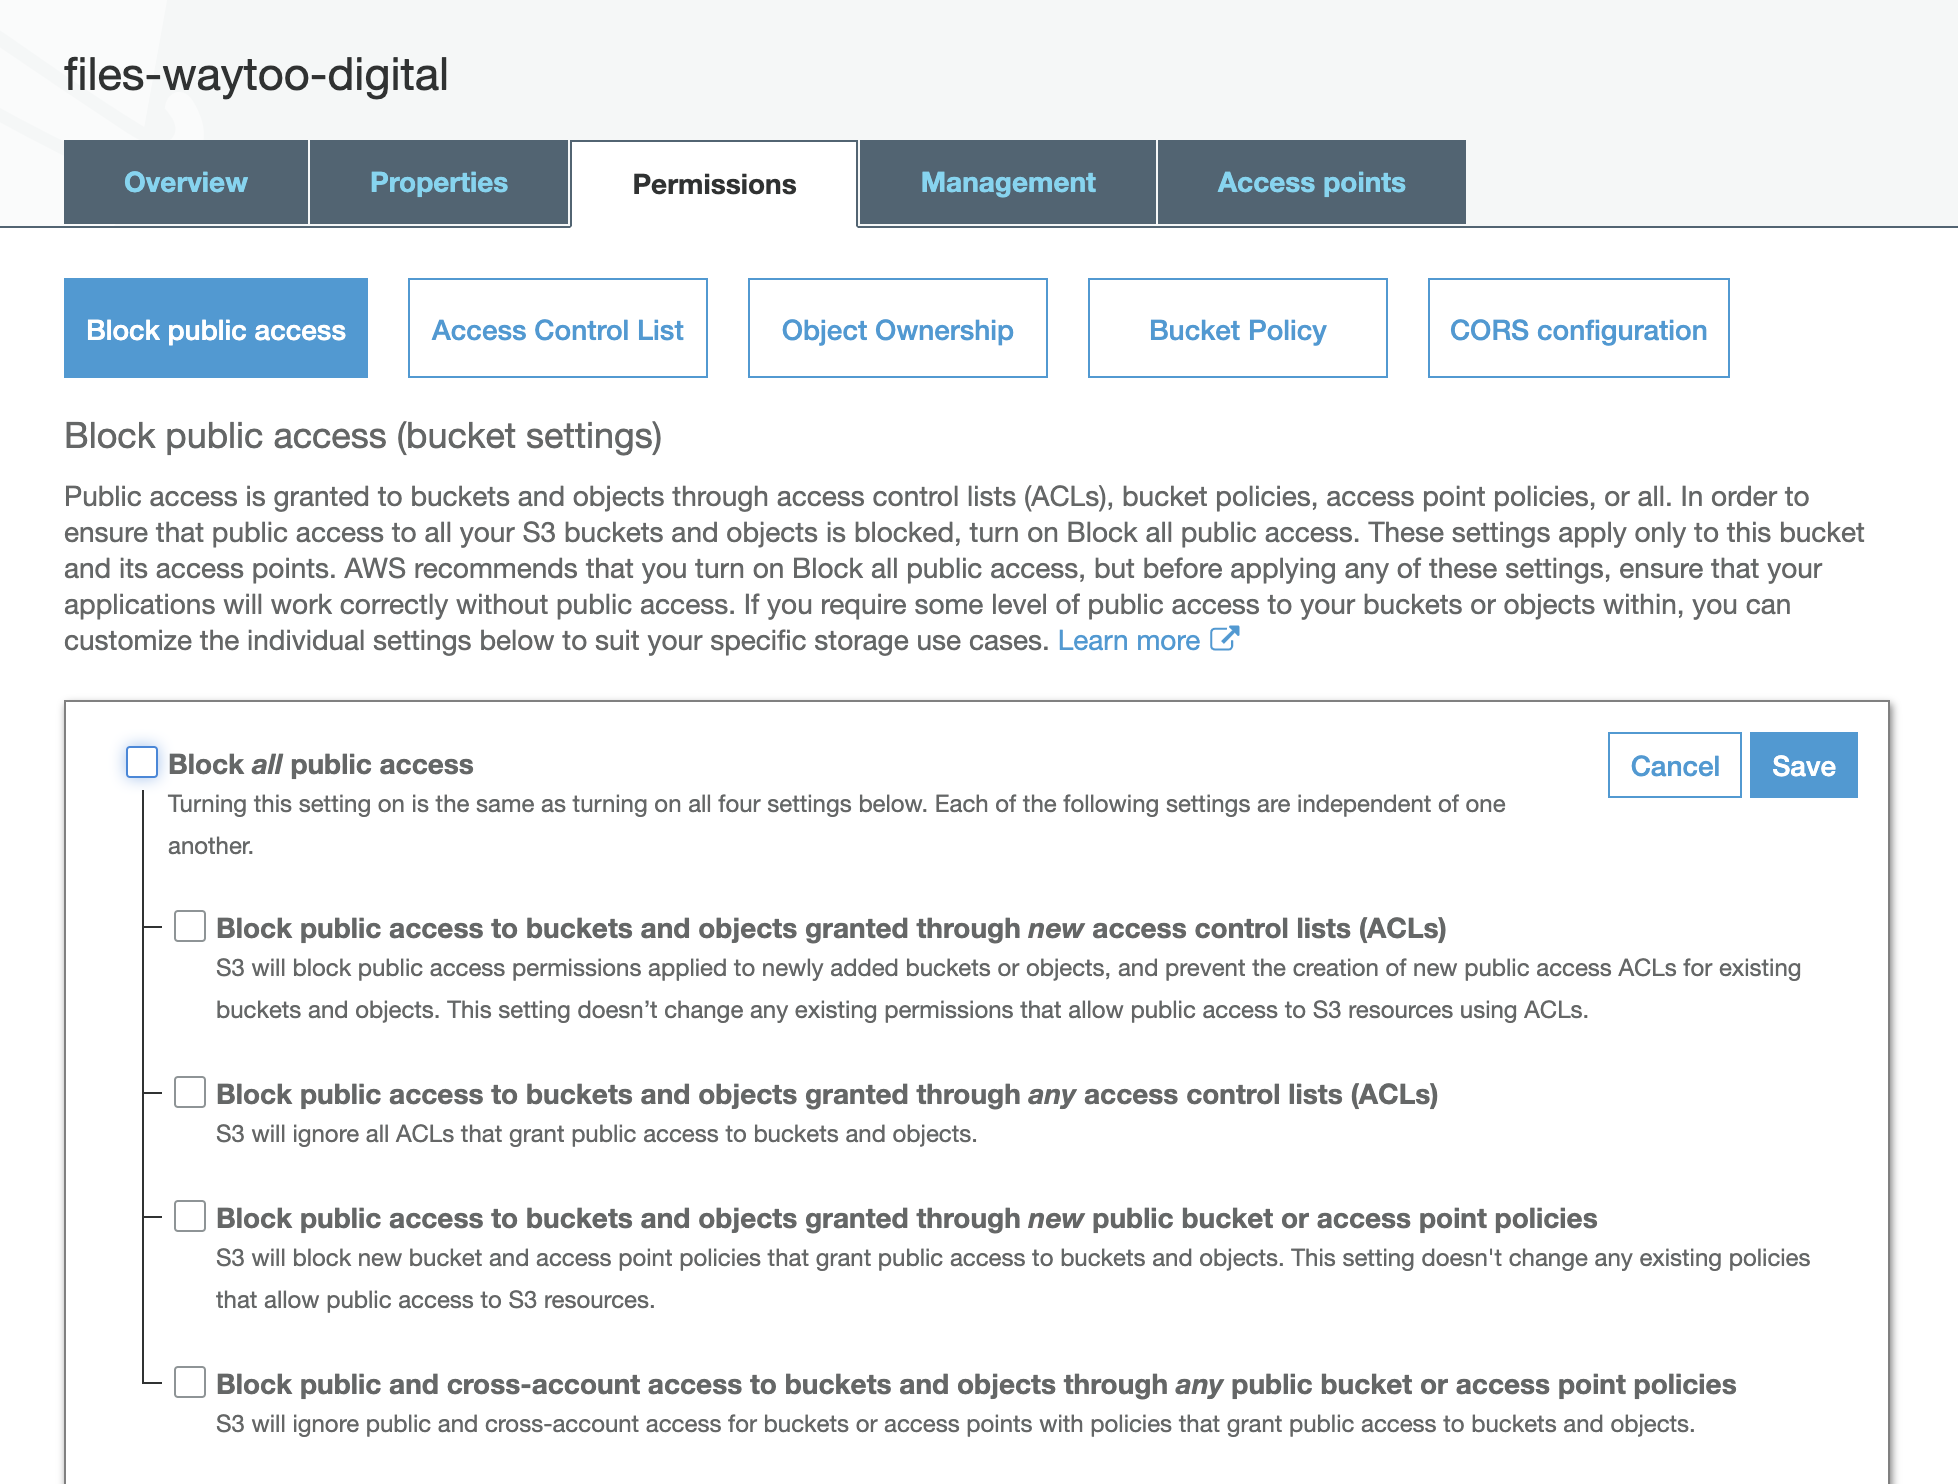 files-waytoo-digital
Overview Properties Permissions Management Access points
Block public access Access Control List Object Ownership Bucket Policy CORS configuration
Block public access (bucket settings)
Public access is granted to buckets and objects through access control lists (ACLs), bucket policies, access point policies, or all. In order to
ensure that public access to all your S3 buckets and objects is blocked, turn on Block all public access. These settings apply only to this bucket
and its access points. AWS recommends that you turn on Block all public access, but before applying any of these settings, ensure that your
applications will work correctly without public access. If you require some level of public access to your buckets or objects within, you can
customize the individual settings below to suit your specific storage use cases. Learn more
Block all public access
Cancel Save
Turning this setting on is the same as turning on all four settings below. Each of the following settings are independent of one
another.
Block public access to buckets and objects granted through new access control lists (ACLs)
S3 will block public access permissions applied to newly added buckets or objects, and prevent the creation of new public access ACLs for existing
buckets and objects. This setting doesn’t change any existing permissions that allow public access to S3 resources using ACLs.
Block public access to buckets and objects granted through any access control lists (ACLs)
S3 will ignore all ACLs that grant public access to buckets and objects.
Block public access to buckets and objects granted through new public bucket or access point policies
S3 will block new bucket and access point policies that grant public access to buckets and objects. This setting doesn't change any existing policies
that allow public access to S3 resources.
Block public and cross-account access to buckets and objects through any public bucket or access point policies
S3 will ignore public and cross-account access for buckets or access points with policies that grant public access to buckets and objects.